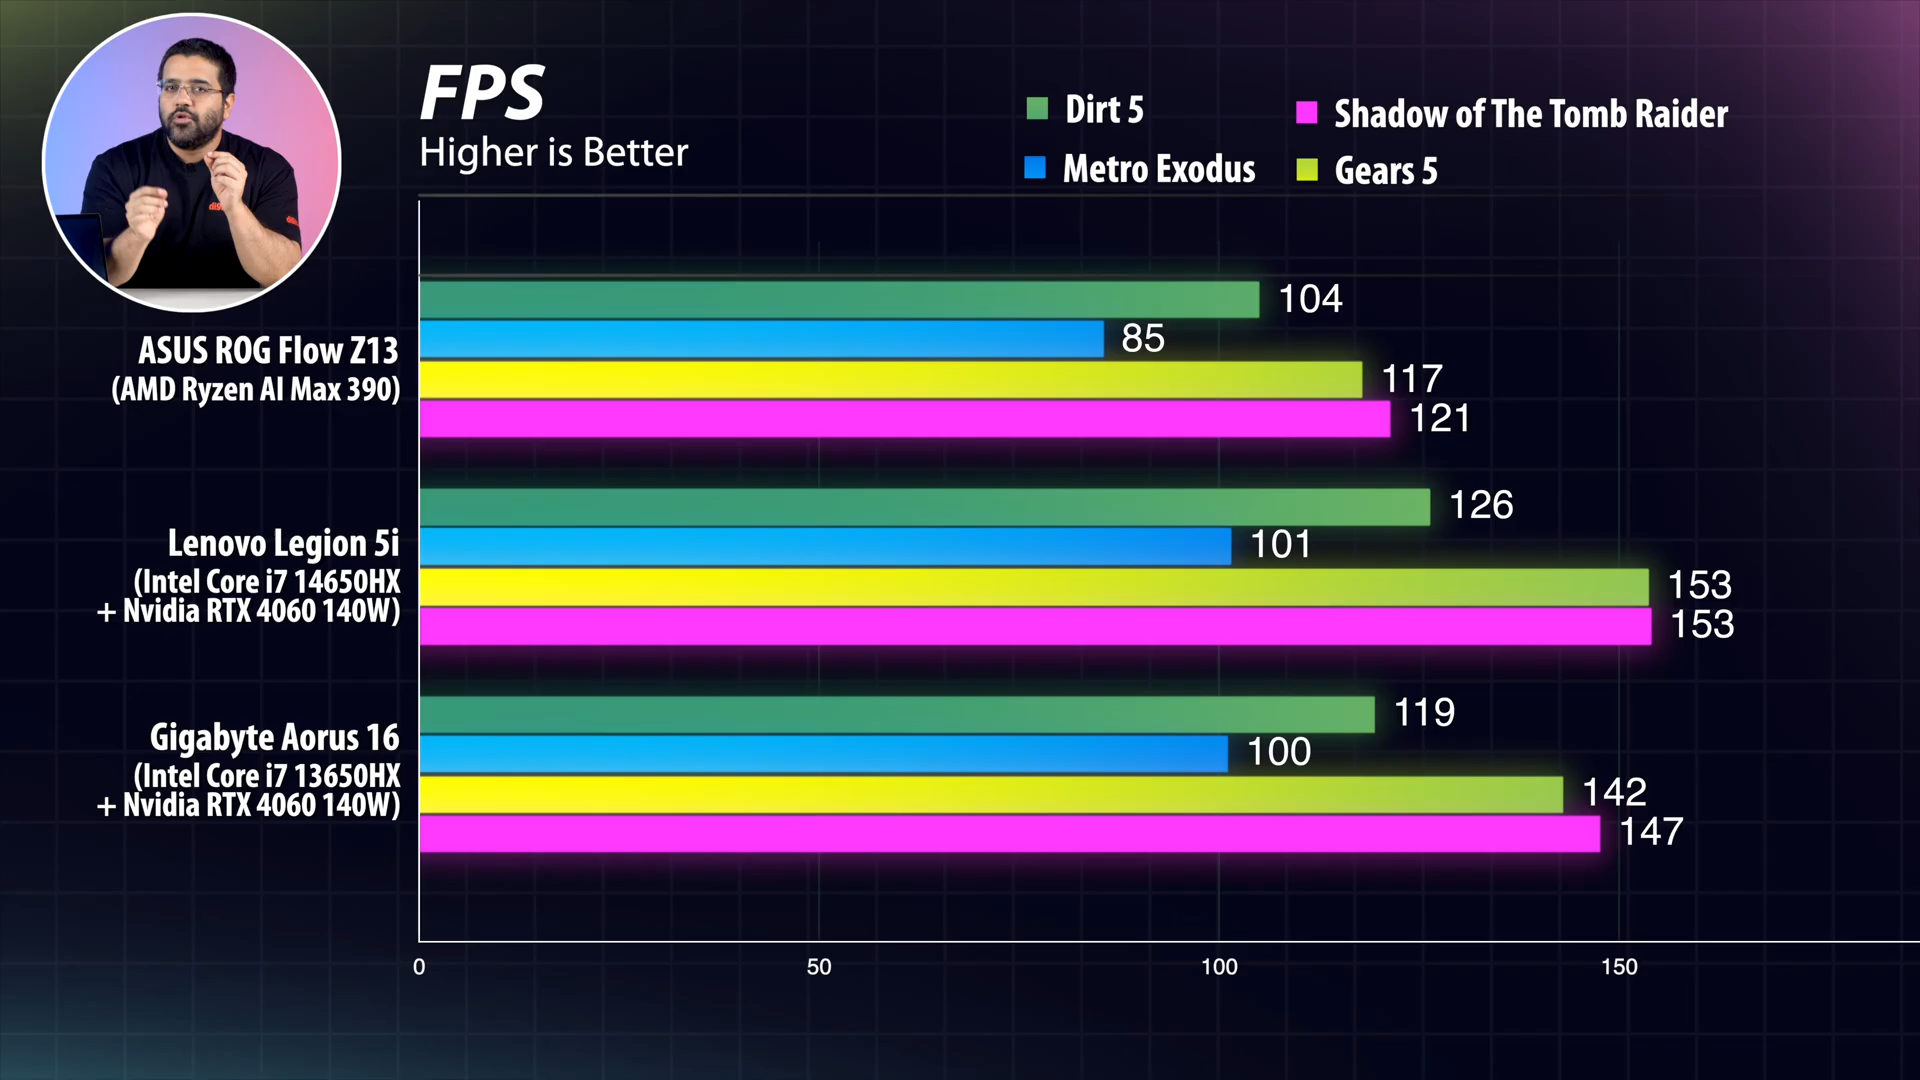 FPS
Higher is Better
Dirt 5
Shadow of The Tomb Raider
Metro Exodus
Gears 5
ASUS ROG Flow Z13
(AMD Ryzen AI Max 390)
104
85
117
121
Lenovo Legion 5i
(Intel Core i7 14650HX
+ Nvidia RTX 4060 140W)
126
101
153
153
Gigabyte Aorus 16
(Intel Core i7 13650HX
+ Nvidia RTX 4060 140W)
119
100
142
147
0
50
100
150